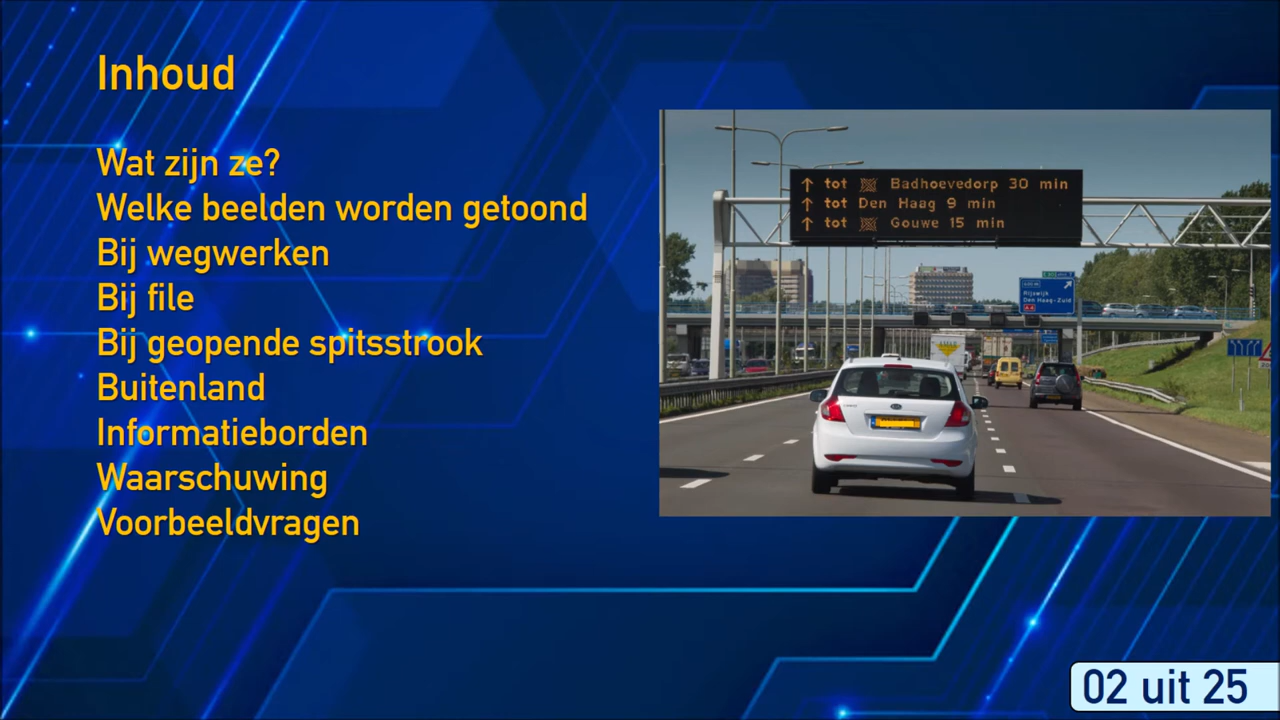 Inhoud
Wat zijn ze?
Welke beelden worden getoond
Bij wegwerken
Bij file
Bij geopende spitsstrook
Buitenland
Informatieborden
Waarschuwing
Voorbeeldvragen
↑ tot Badhoevedorp 30 min
↑ tot Den Haag 9 min
↑ tot Gouwe 15 min
Rijswijk
Den Haag-Zuid
02 uit 25